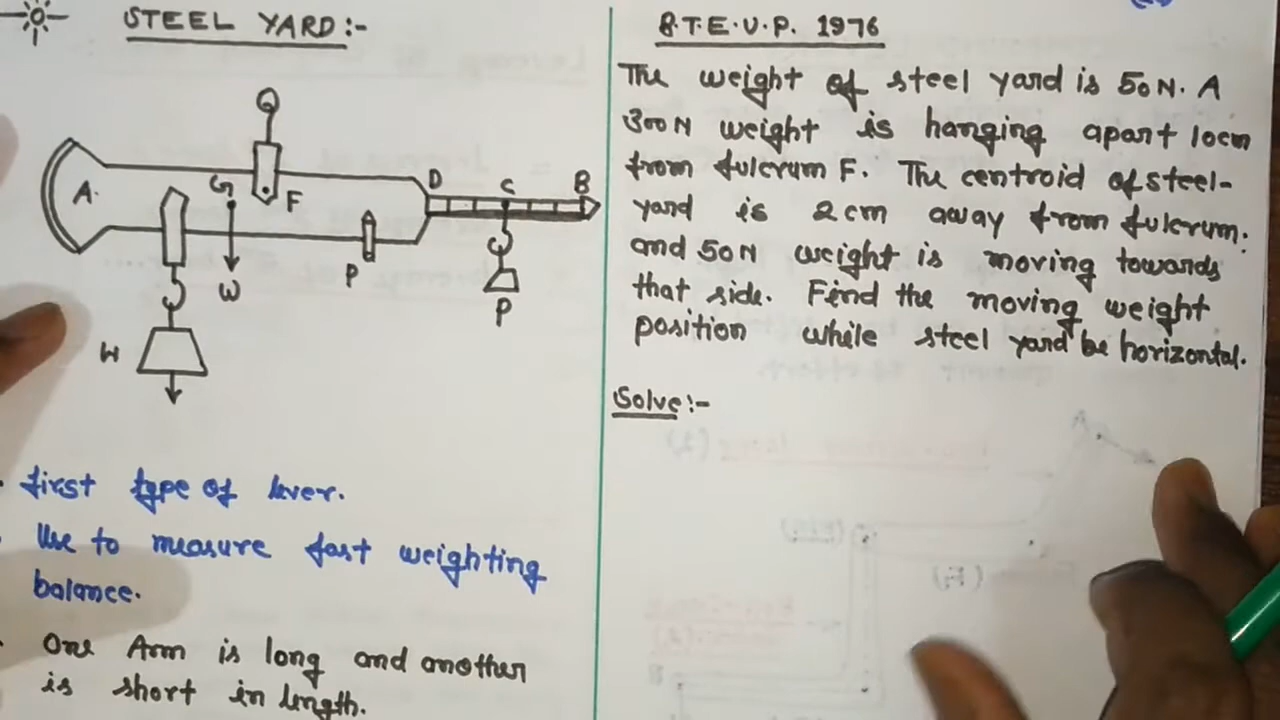 STEEL YARD:-
A.
G
F
D
C
B
W
P
P
W
First type of lever.
Use to measure fast weighting
balance.
One Arm is long and another
is short in length.
B.T.E.U.P. 1976
The weight of steel yard is 50N. A
300N weight is hanging apart 10cm
from fulcrum F. The centroid of steel-
yard is 2cm away from fulcrum.
and 50N weight is moving towards
that side. Find the moving weight
position while steel yard be horizontal.
Solve:-